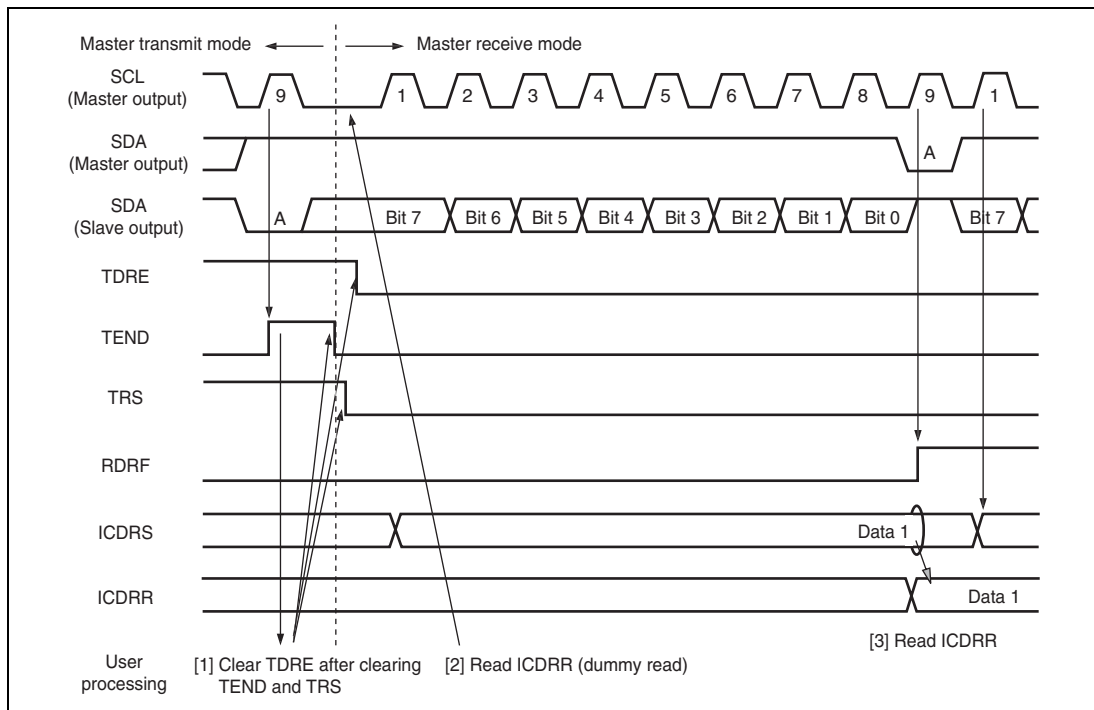 Master transmit mode
Master receive mode
SCL
(Master output)
9
1
2
3
4
5
6
7
8
9
1
SDA
(Master output)
A
SDA
(Slave output)
A
Bit 7
Bit 6
Bit 5
Bit 4
Bit 3
Bit 2
Bit 1
Bit 0
Bit 7
TDRE
TEND
TRS
RDRF
ICDRS
Data 1
ICDRR
Data 1
User
processing
[1] Clear TDRE after clearing
TEND and TRS
[2] Read ICDRR (dummy read)
[3] Read ICDRR